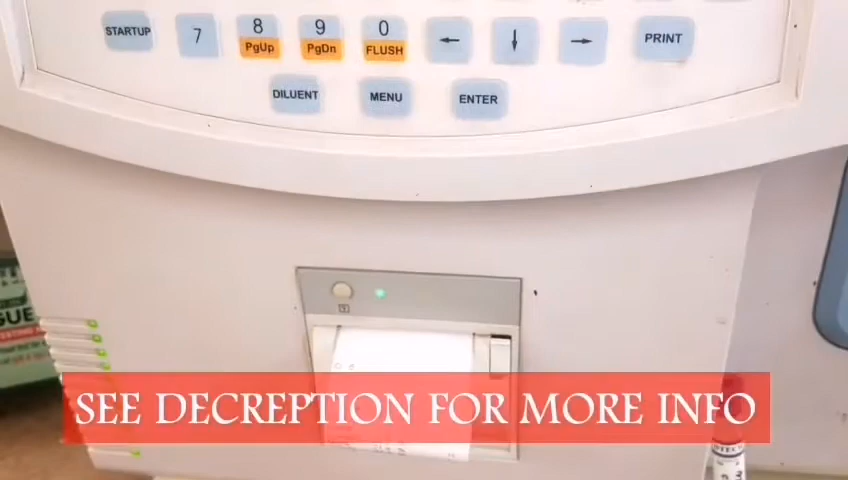 STARTUP 7 8 9 0 ← ↓ → PRINT
PgUp PgDn FLUSH
DILUENT MENU ENTER
SEE DECREPTION FOR MORE INFO